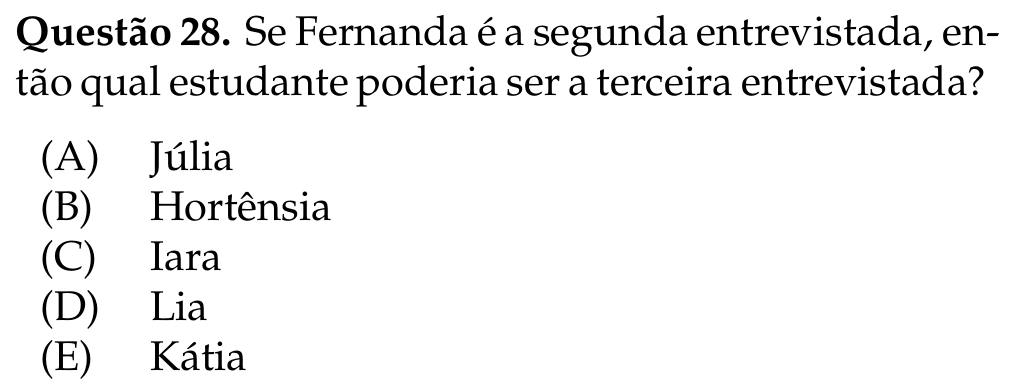 Questão 28. Se Fernanda é a segunda entrevistada, en-
tão qual estudante poderia ser a terceira entrevistada?
(A) Júlia
(B) Hortênsia
(C) Iara
(D) Lia
(E) Kátia